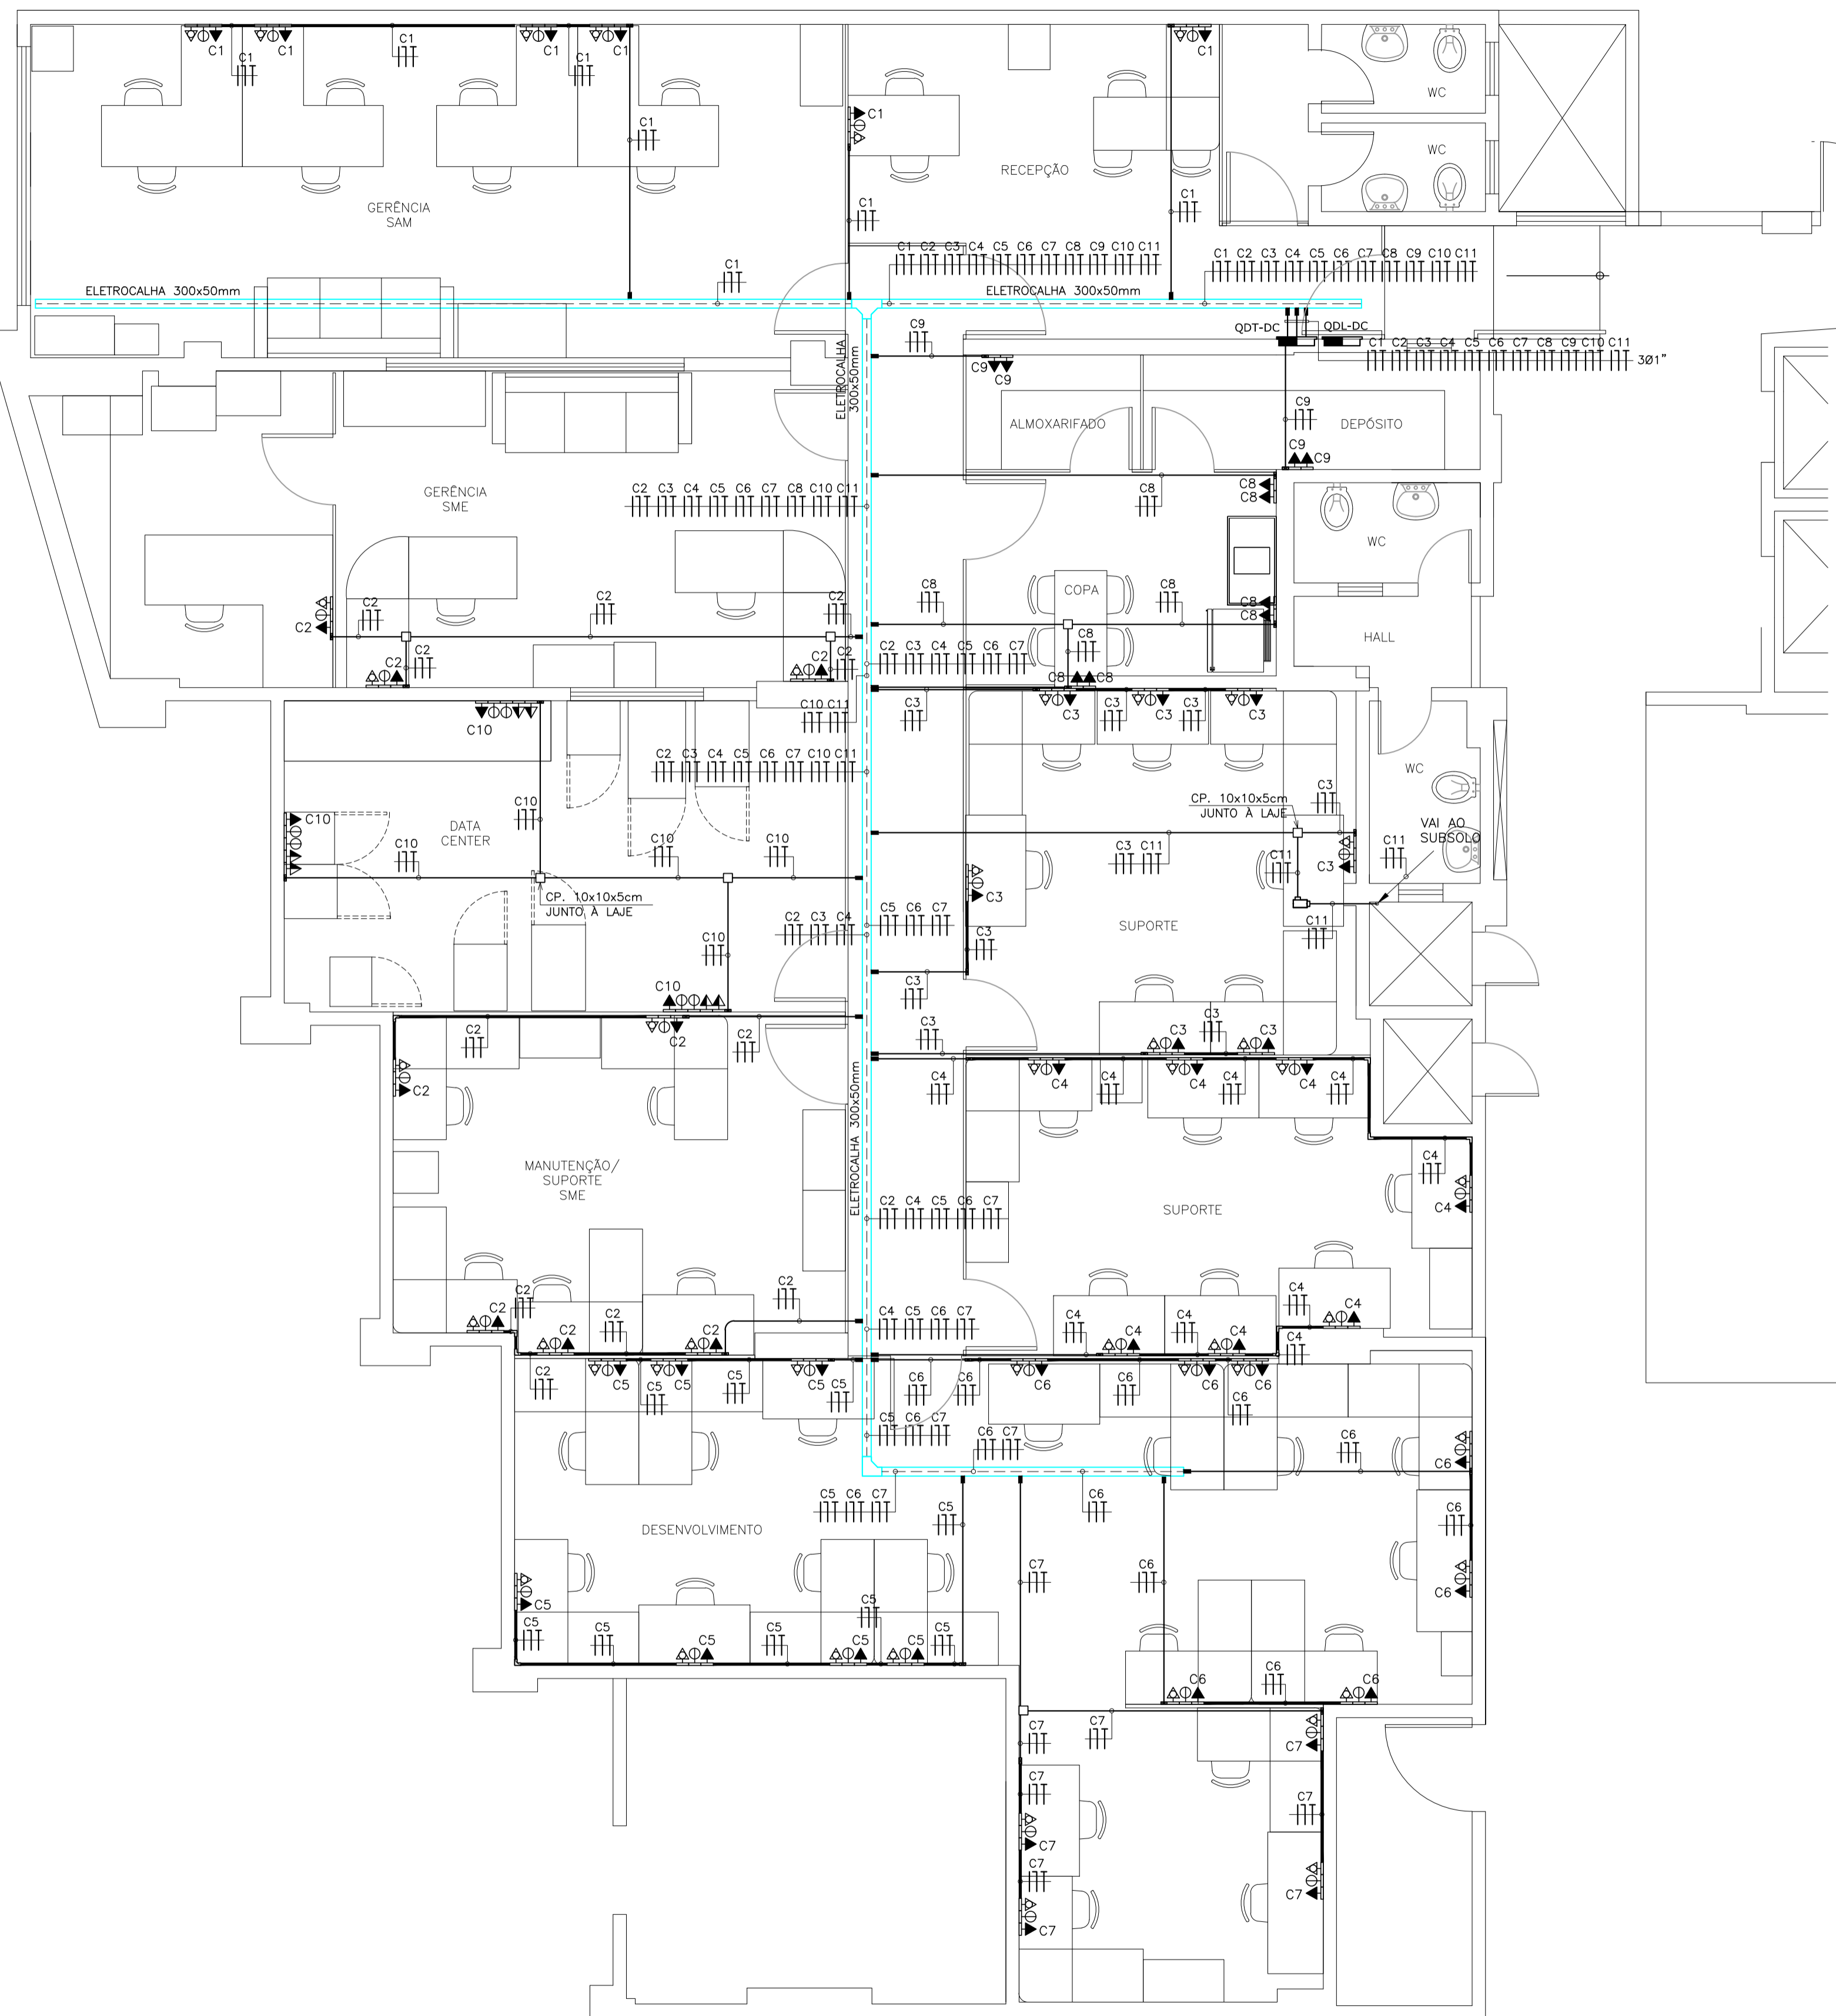 C1 C1 C1 C1 C1
C1 C1 C1
C1
C1
C1
WC
WC
RECEPÇÃO
GERÊNCIA
SAM
C1
C1
C1 C2 C3 C4 C5 C6 C7 C8 C9 C10 C11
C1 C2 C3 C4 C5 C6 C7 C8 C9 C10 C11
C1
ELETROCALHA 300x50mm
ELETROCALHA 300x50mm
ELETROCALHA
300x50mm
C9
QDT-DC
QDL-DC
C1 C2 C3 C4 C5 C6 C7 C8 C9 C10 C11
3Ø1"
C9
C9
C9
ALMOXARIFADO
DEPÓSITO
C9
C9
GERÊNCIA
SME
C2 C3 C4 C5 C6 C7 C8 C10 C11
C8
C8
C8
WC
COPA
C8
C8
C8
C8
C2
C2
C2
C2
HALL
C8
C2
C2
C2
C2
C2 C3 C4 C5 C6 C7
C8
C8
C10 C11
C3
C3
C3
C3
C3
C3
C10
C2 C3 C4 C5 C6 C7 C10 C11
WC
C10
C10
DATA
CENTER
CP. 10x10x5cm
JUNTO À LAJE
C3
VAI AO
SUBSOLO
C10
C10
C10
C3 C11
C11
C3
C11
CP. 10x10x5cm
JUNTO À LAJE
C3
C2 C3 C4
C5 C6 C7
SUPORTE
C11
C10
C3
C10
C3
C2
C2
C2
C3
C3
C3
C3
C2
C4
C4
C4
C4
C4
C4
C4
MANUTENÇÃO/
SUPORTE
SME
ELETROCALHA 300x50mm
C4
C4
C2 C4 C5 C6 C7
SUPORTE
C2
C2
C2
C4 C5 C6 C7
C4
C4
C4
C4
C2
C2
C2
C4
C4
C4
C2
C5
C5
C5
C5
C5
C5
C5
C6
C6
C6
C6
C6
C6
C6
C5 C6 C7
C6 C7
C6
C6
C5 C6 C7
C6
C5
C6
DESENVOLVIMENTO
C7
C6
C6
C5
C5
C5
C5
C5
C5
C5
C5
C5
C5
C6
C6
C6
C7
C7
C7
C7
C7
C7
C7
C7
C7